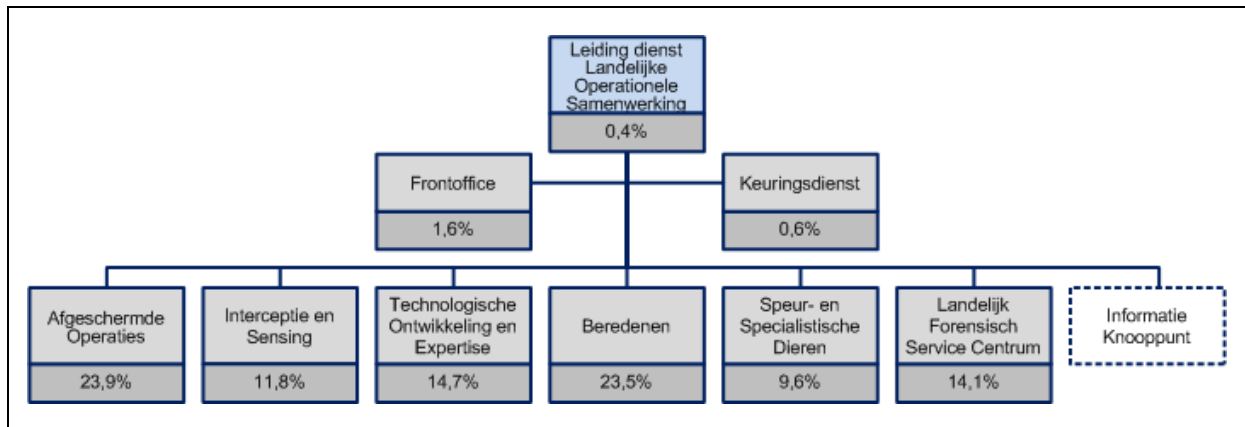 Leiding dienst
Landelijke
Operationele
Samenwerking
0,4%
Frontoffice
1,6%
Keuringsdienst
0,6%
Afgeschermde
Operaties
23,9%
Interceptie en
Sensing
11,8%
Technologische
Ontwikkeling en
Expertise
14,7%
Beredenen
23,5%
Speur- en
Specialistische
Dieren
9,6%
Landelijk
Forensisch
Service Centrum
14,1%
Informatie
Knooppunt